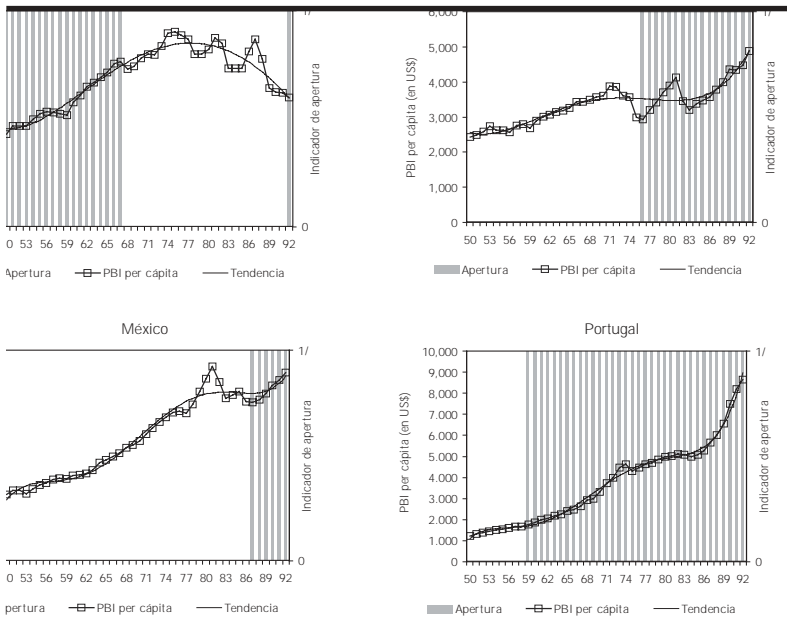 1/
Indicador de apertura
0
0 53 56 59 62 65 68 71 74 77 80 83 86 89 92
Apertura PBI per cápita Tendencia
6,000
5,000
4,000
3,000
2,000
1,000
0
PBI per cápita (en US$)
1/
Indicador de apertura
0
50 53 56 59 62 65 68 71 74 77 80 83 86 89 92
Apertura PBI per cápita Tendencia
México
1/
Indicador de apertura
0
0 53 56 59 62 65 68 71 74 77 80 83 86 89 92
pertura PBI per cápita Tendencia
Portugal
10,000
9,000
8,000
7,000
6,000
5,000
4,000
3,000
2.000
1.000
0
PBI per cápita (en US$)
1/
Indicador de apertura
0
50 53 56 59 62 65 68 71 74 77 80 83 86 89 92
Apertura PBI per cápita Tendencia